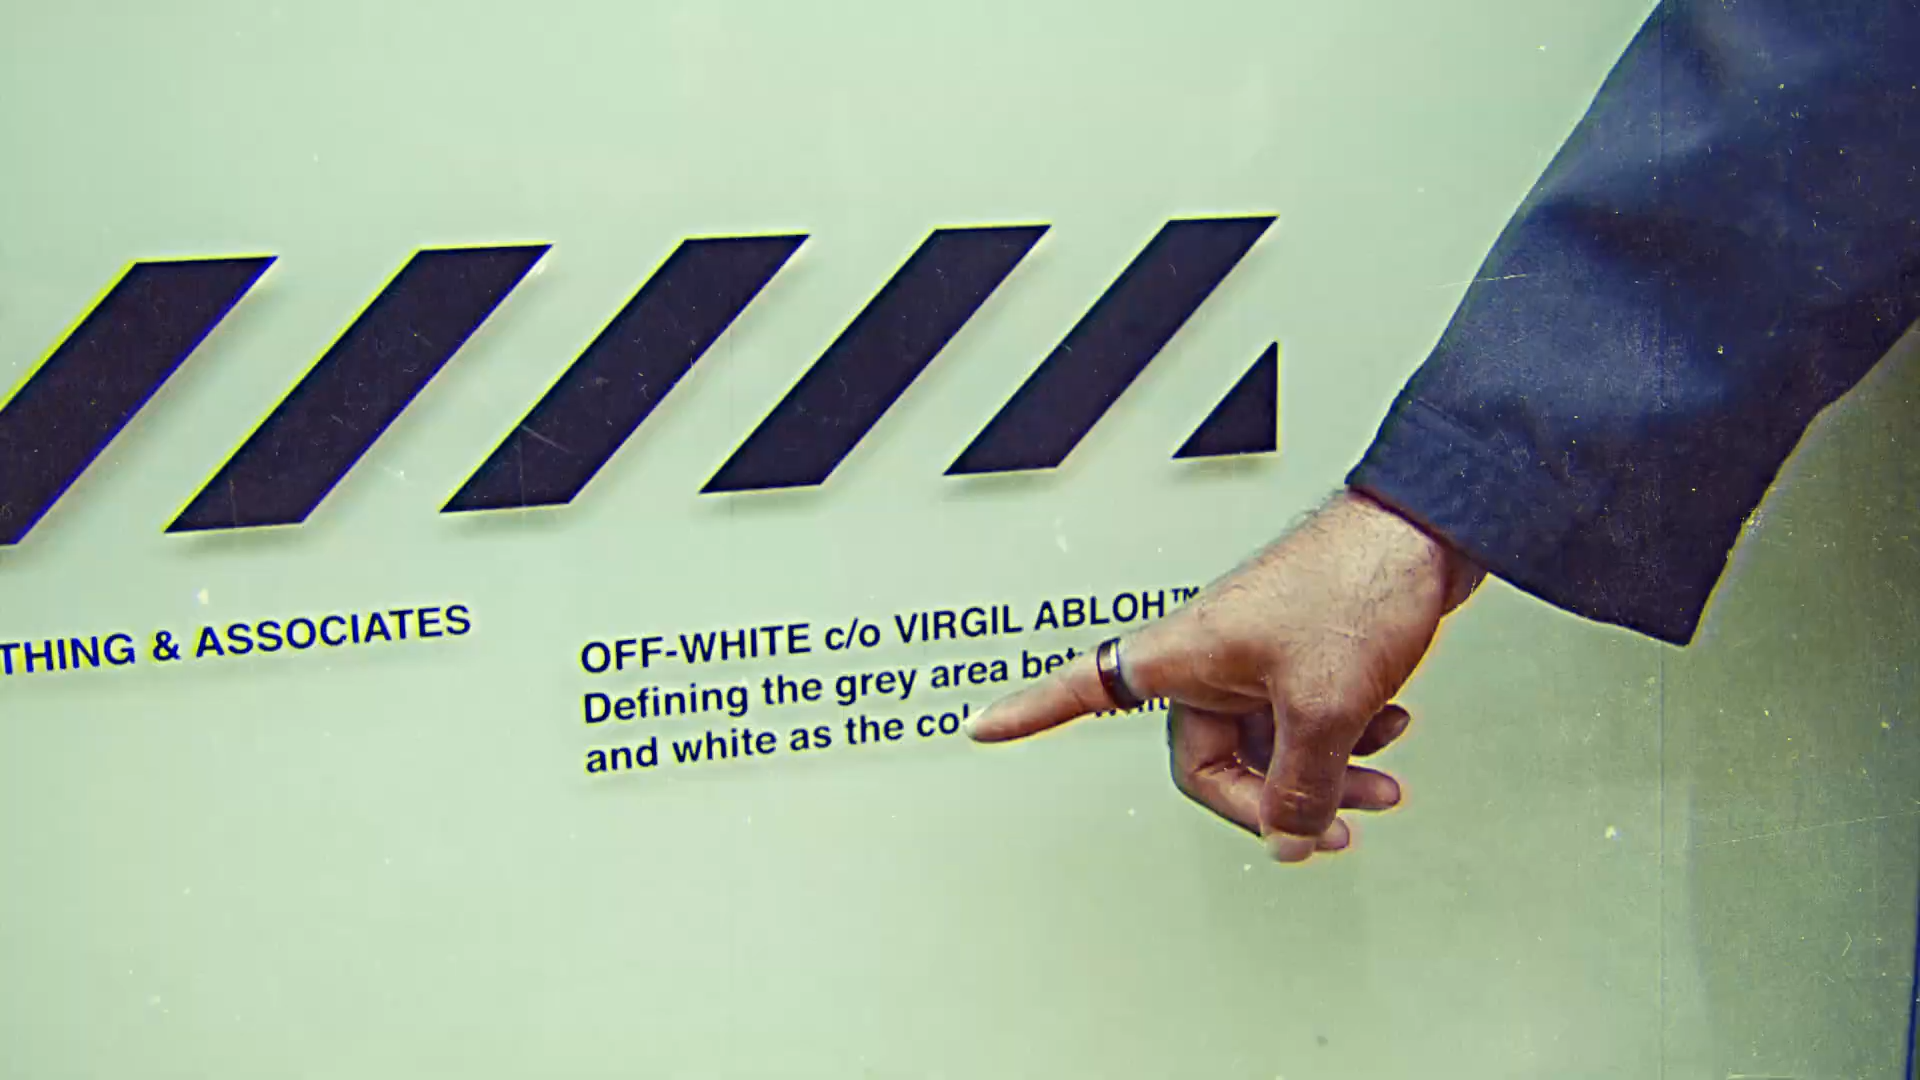 THING & ASSOCIATES
OFF-WHITE c/o VIRGIL ABLOH™
Defining the grey area
and white as the